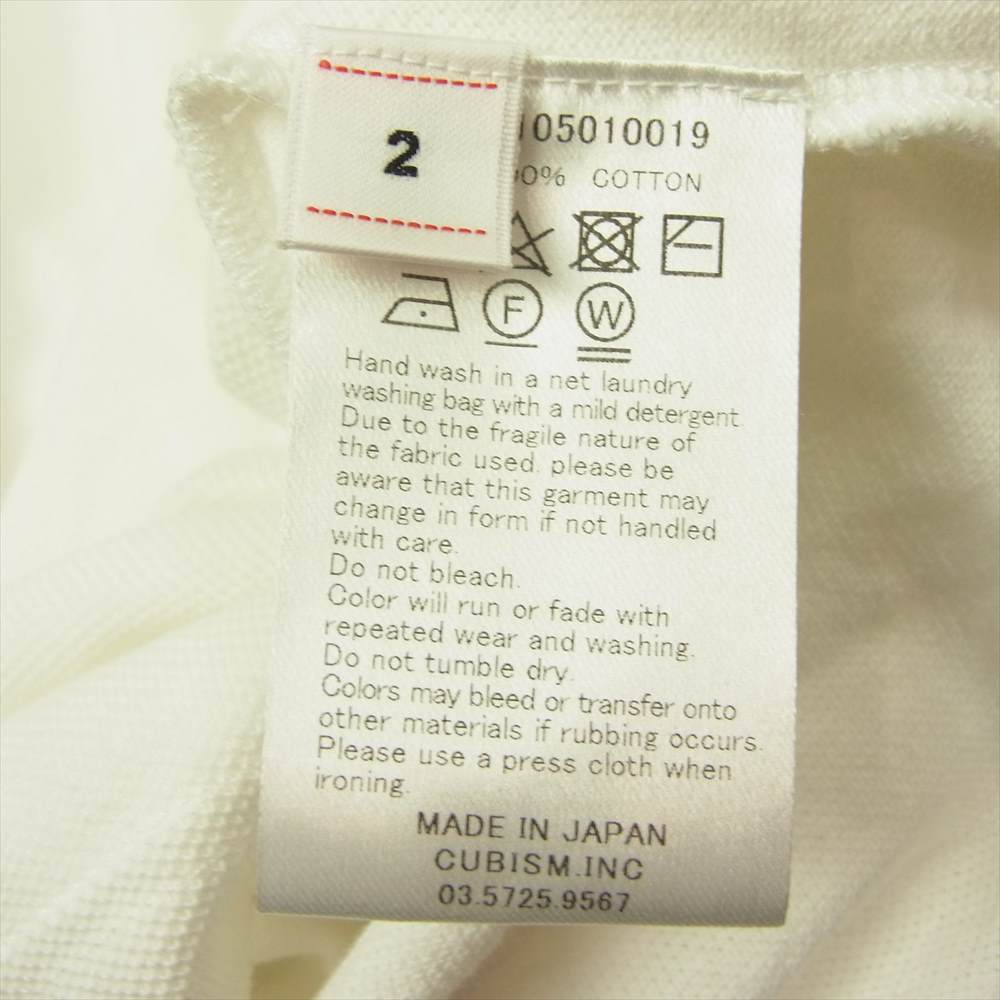 2
05010019
0% COTTON
F
W
Hand wash in a net laundry
washing bag with a mild detergent.
Due to the fragile nature of
the fabric used. please be
aware that this garment may
change in form if not handled
with care.
Do not bleach.
Color will run or fade with
repeated wear and washing.
Do not tumble dry.
Colors may bleed or transfer onto
other materials if rubbing occurs.
Please use a press cloth when
ironing.
MADE IN JAPAN
CUBISM.INC
03.5725.9567